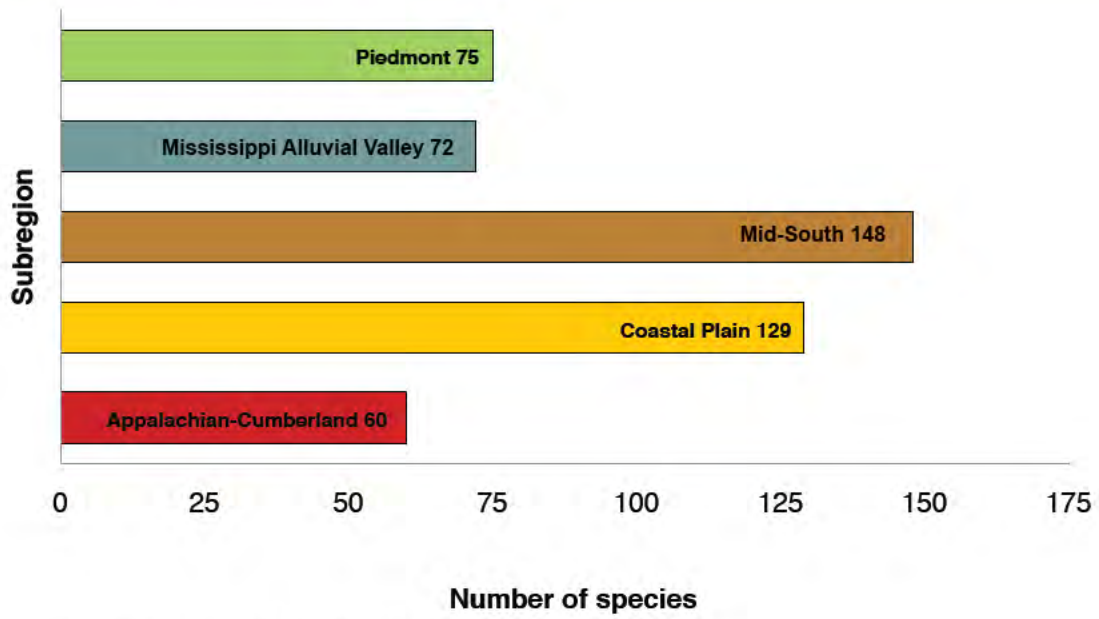 Piedmont 75
Mississippi Alluvial Valley 72
Mid-South 148
Coastal Plain 129
Appalachian-Cumberland 60
Subregion
0 25 50 75 100 125 150 175
Number of species